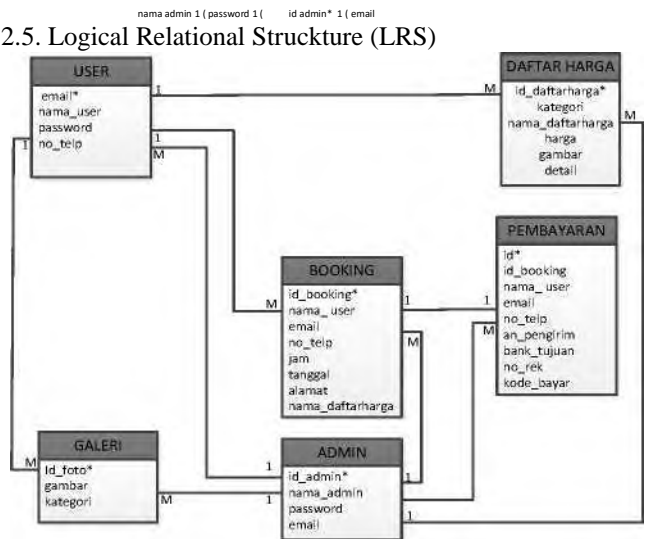 nama admin 1 ( password 1 ( id admin* 1 ( email
2.5. Logical Relational Struckture (LRS)
USER
email*
nama_user
password
no_telp
1
1
M
1
DAFTAR HARGA
id_daftarharga*
kategori
nama_daftarharga
harga
gambar
detail
M
M
BOOKING
id_booking*
nama_ user
email
no_telp
jam
tanggal
alamat
nama_daftarharga
M
1
M
PEMBAYARAN
id*
id_booking
nama_ user
email
no_telp
an_pengirim
bank_tujuan
no_rek
kode_bayar
1
M
GALERI
Id_foto*
gambar
kategori
M
M
ADMIN
id_admin*
nama_admin
password
email
1
1
1
1